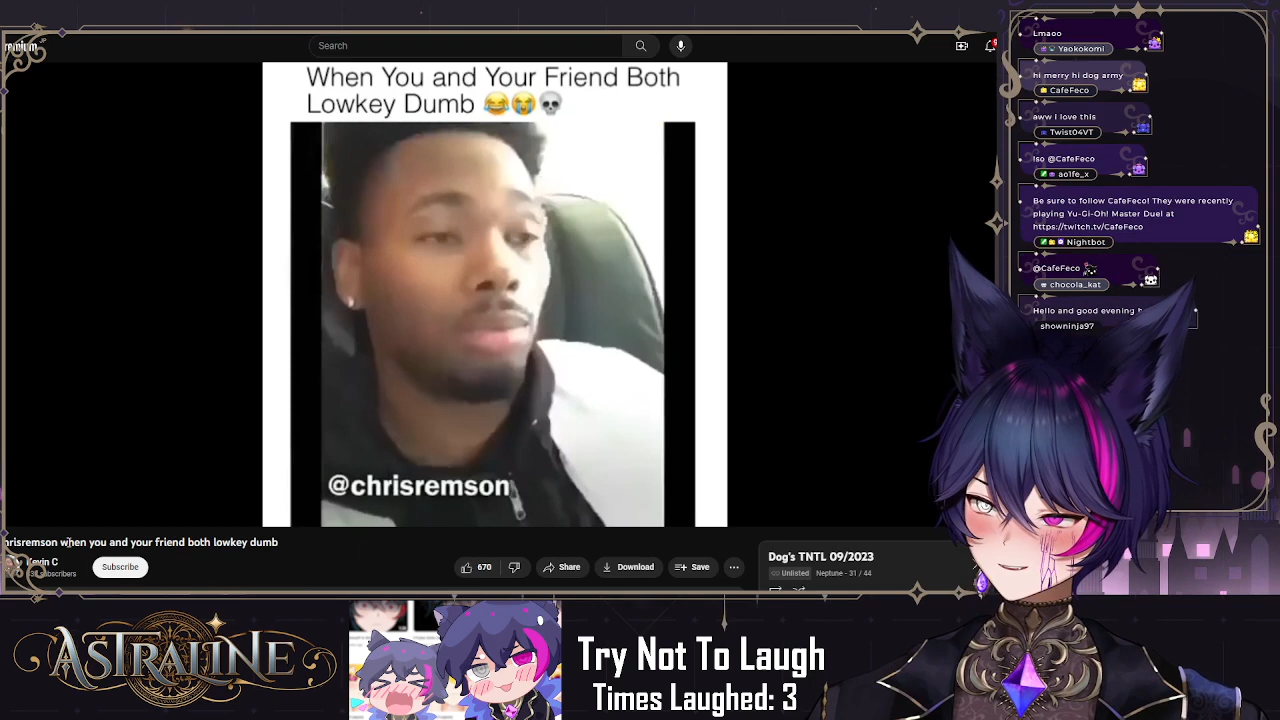 Search
When You and Your Friend Both
Lowkey Dumb 😂😭💀
@chrisremson
hrisremson when you and your friend both lowkey dumb
Kevin C
subscribers
Subscribe
670
Share
Download
Save
Dog's TNTL 09/2023
Unlisted
Neptune - 31 / 44
Lmaoo
Yaokokomi
hi merry hi dog army
CafeFeco
aww i love this
Twist04VT
!so @CafeFeco
ao1fe_x
Be sure to follow CafeFeco! They were recently
playing Yu-Gi-Oh! Master Duel at
https://twitch.tv/CafeFeco
Nightbot
@CafeFeco
chocola_kat
Hello and good evening
showninja97
ASTRALINE
Try Not To Laugh
Times Laughed: 3